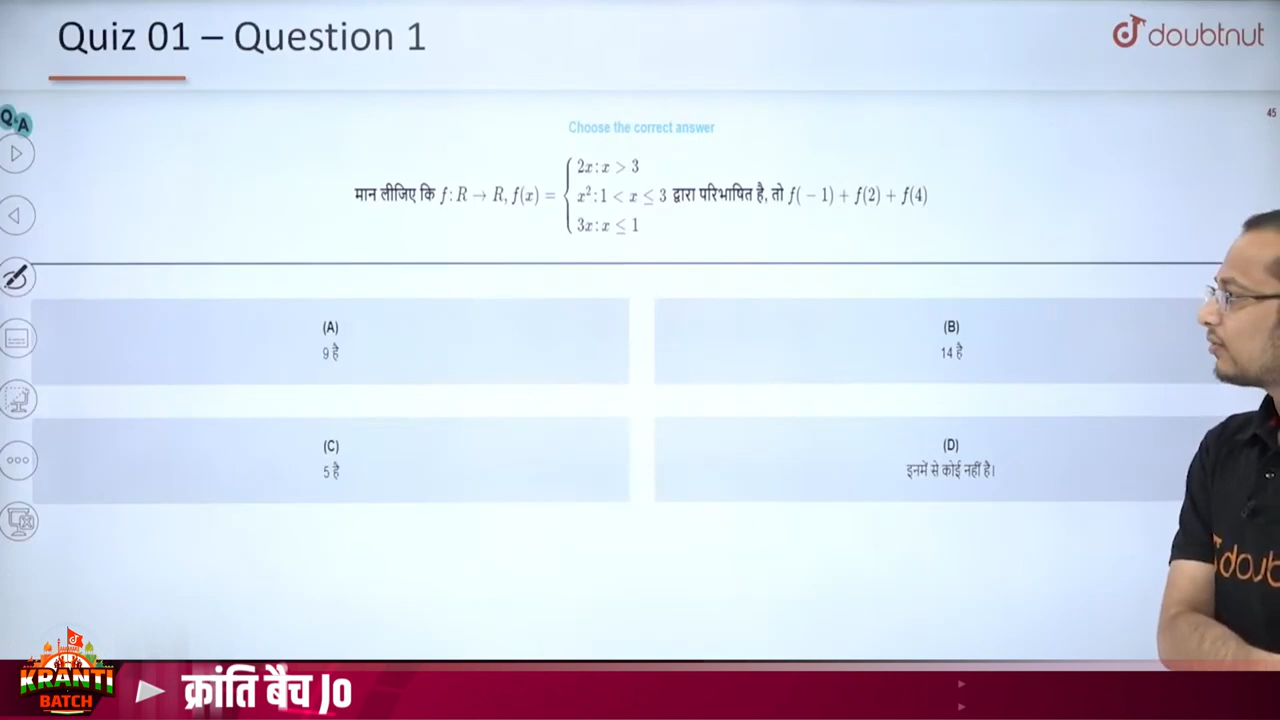 Quiz 01 – Question 1
doubtnut
Q&A
45
Choose the correct answer
मान लीजिए कि f:R → R, f(x) = { 2x:x > 3
x²:1 < x ≤ 3 द्वारा परिभाषित है, तो f( − 1) + f(2) + f(4)
3x:x ≤ 1
(A)
9 है
(B)
14 है
(C)
5 है
(D)
इनमें से कोई नहीं है।
doub
KRANTI
BATCH
क्रांति बैच Jo